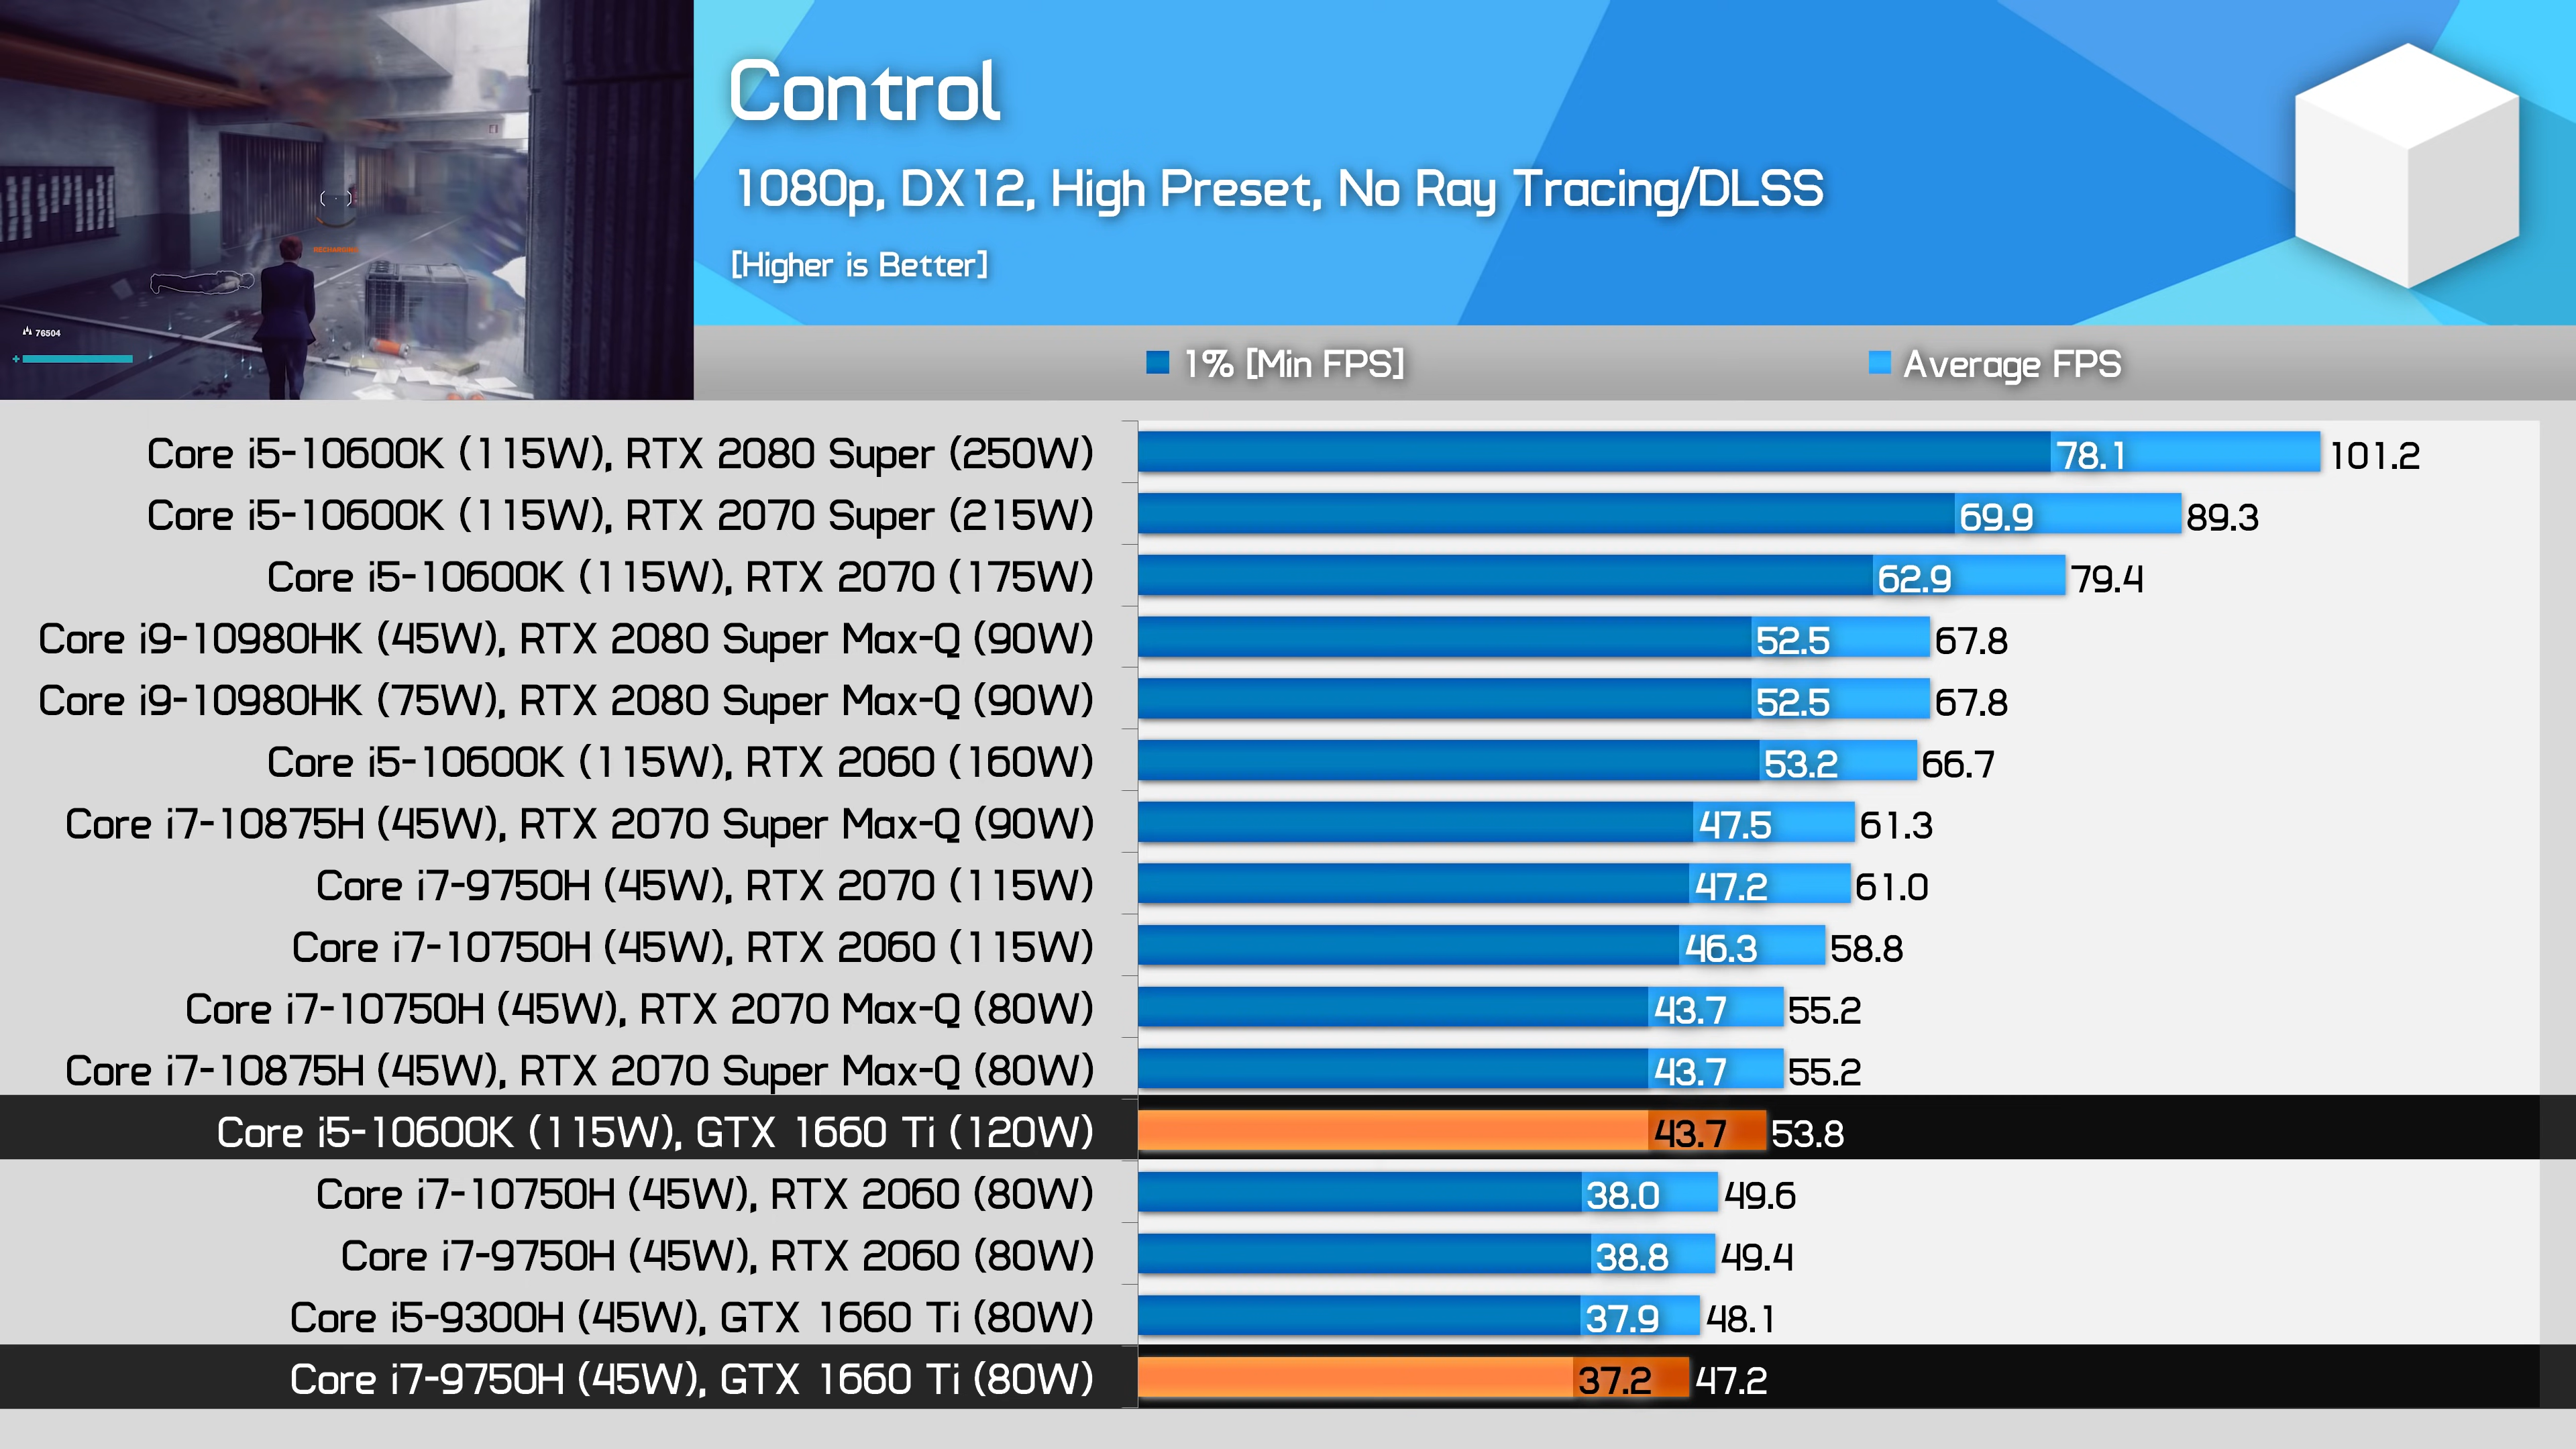 Control
1080p, DX12, High Preset, No Ray Tracing/DLSS
[Higher is Better]
RECHARGING
76504
1% [Min FPS] Average FPS
Core i5-10600K (115W), RTX 2080 Super (250W) 78.1 101.2
Core i5-10600K (115W), RTX 2070 Super (215W) 69.9 89.3
Core i5-10600K (115W), RTX 2070 (175W) 62.9 79.4
Core i9-10980HK (45W), RTX 2080 Super Max-Q (90W) 52.5 67.8
Core i9-10980HK (75W), RTX 2080 Super Max-Q (90W) 52.5 67.8
Core i5-10600K (115W), RTX 2060 (160W) 53.2 66.7
Core i7-10875H (45W), RTX 2070 Super Max-Q (90W) 47.5 61.3
Core i7-9750H (45W), RTX 2070 (115W) 47.2 61.0
Core i7-10750H (45W), RTX 2060 (115W) 46.3 58.8
Core i7-10750H (45W), RTX 2070 Max-Q (80W) 43.7 55.2
Core i7-10875H (45W), RTX 2070 Super Max-Q (80W) 43.7 55.2
Core i5-10600K (115W), GTX 1660 Ti (120W) 43.7 53.8
Core i7-10750H (45W), RTX 2060 (80W) 38.0 49.6
Core i7-9750H (45W), RTX 2060 (80W) 38.8 49.4
Core i5-9300H (45W), GTX 1660 Ti (80W) 37.9 48.1
Core i7-9750H (45W), GTX 1660 Ti (80W) 37.2 47.2